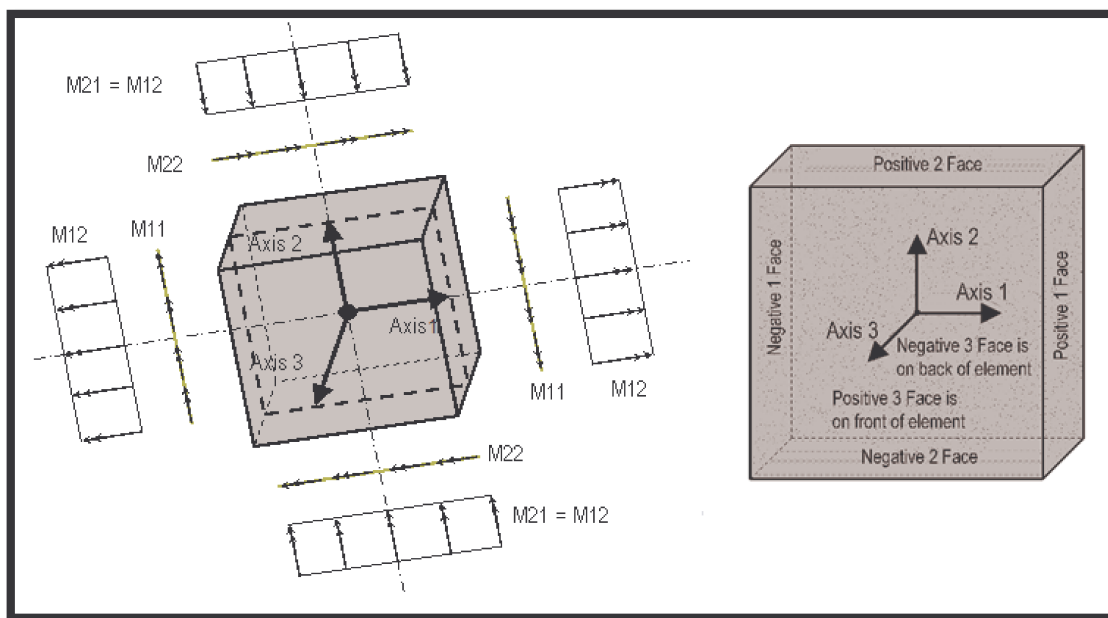 M21 = M12
M22
M12
M11
Axis 2
Axis 1
Axis 3
M11
M12
M22
M21 = M12
Positive 2 Face
Negative 1 Face
Axis 2
Axis 1
Axis 3
Negative 3 Face is
on back of element
Positive 3 Face is
on front of element
Positive 1 Face
Negative 2 Face